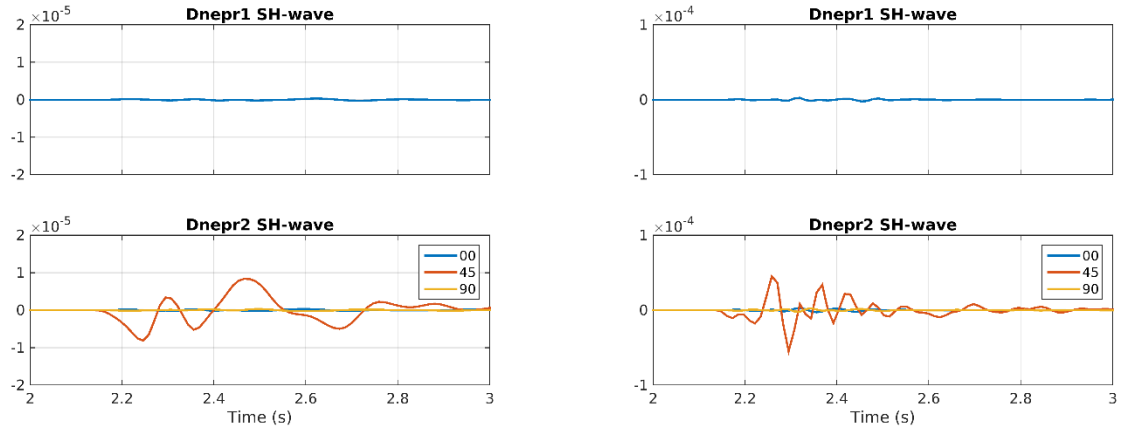 ×10⁻⁵ Dnepr1 SH-wave
2
1
0
-1
-2
×10⁻⁴ Dnepr1 SH-wave
1
0
-1
×10⁻⁵ Dnepr2 SH-wave
2
1
0
-1
-2
00
45
90
2 2.2 2.4 2.6 2.8 3
Time (s)
×10⁻⁴ Dnepr2 SH-wave
1
0
-1
00
45
90
2 2.2 2.4 2.6 2.8 3
Time (s)